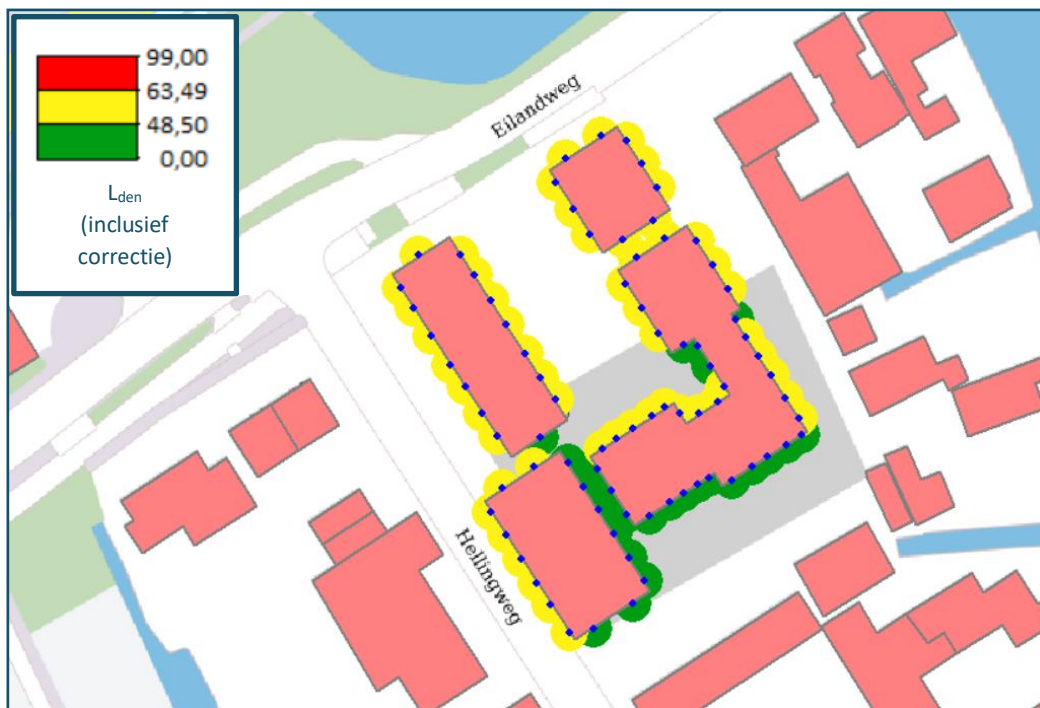 99,00
63,49
48,50
0,00
Lden
(inclusief
correctie)
Eilandweg
Hellingweg